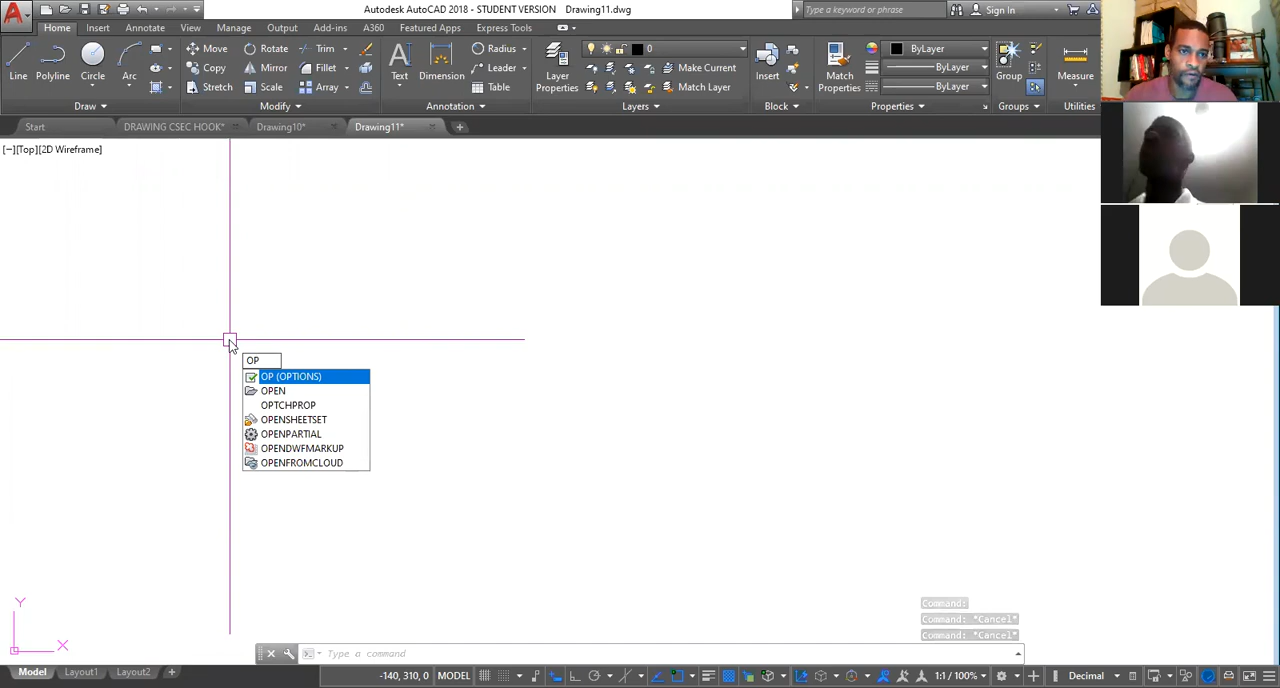 Autodesk AutoCAD 2018 - STUDENT VERSION Drawing11.dwg
Type a keyword or phrase
Sign In
Home Insert Annotate View Manage Output Add-ins A360 Featured Apps Express Tools
Line Polyline Circle Arc
Move Rotate Trim
Copy Mirror Fillet
Stretch Scale Array
Text Dimension
Radius
Leader
Table
Layer Properties
0
Make Current
Match Layer
Insert
Match Properties
ByLayer
ByLayer
ByLayer
Group
Measure
Draw Modify Annotation Layers Block Properties Groups Utilities
Start DRAWING CSEC HOOK* Drawing10* Drawing11*
[−][Top][2D Wireframe]
OP
OP (OPTIONS)
OPEN
OPTCHPROP
OPENSHEETSET
OPENPARTIAL
OPENDWFMARKUP
OPENFROMCLOUD
Y
X
Command:
Command: *Cancel*
Command: *Cancel*
Type a command
Model Layout1 Layout2
-140, 310, 0 MODEL 1:1 / 100% Decimal